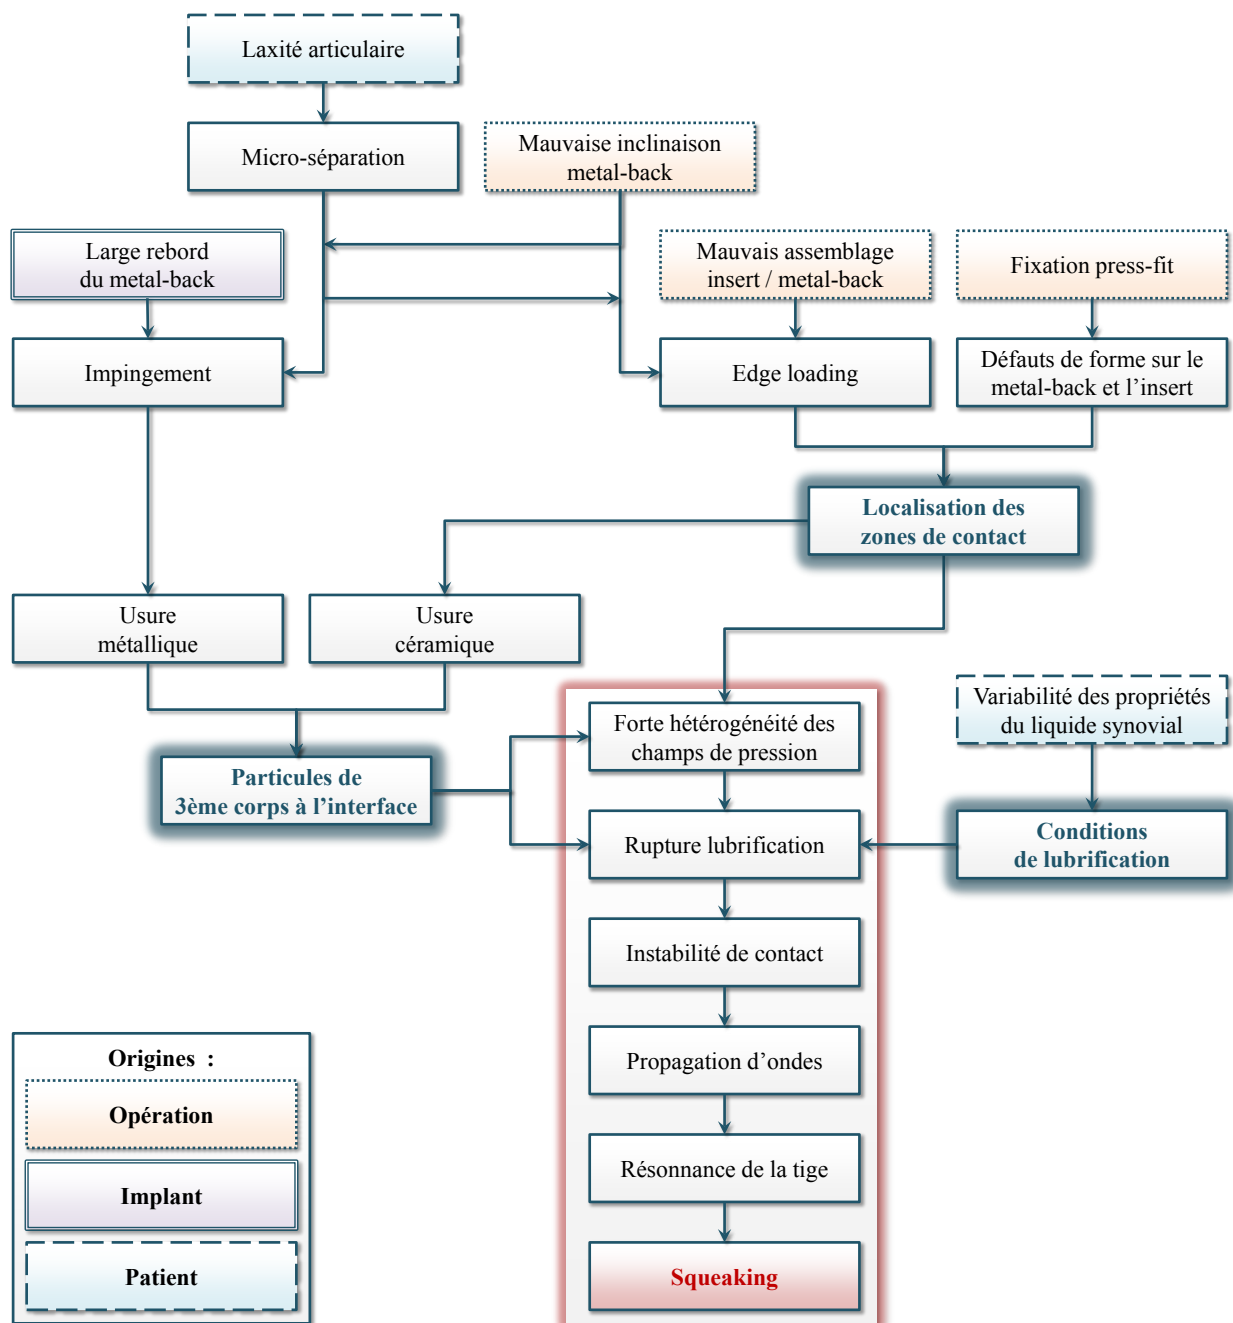 Laxité articulaire
Micro-séparation
Mauvaise inclinaison
metal-back
Large rebord
du metal-back
Mauvais assemblage
insert / metal-back
Fixation press-fit
Impingement
Edge loading
Défauts de forme sur le
metal-back et l’insert
Localisation des
zones de contact
Usure
métallique
Usure
céramique
Forte hétérogénéité des
champs de pression
Variabilité des propriétés
du liquide synovial
Particules de
3ème corps à l’interface
Rupture lubrification
Conditions
de lubrification
Instabilité de contact
Propagation d’ondes
Résonnance de la tige
Squeaking
Origines :
Opération
Implant
Patient